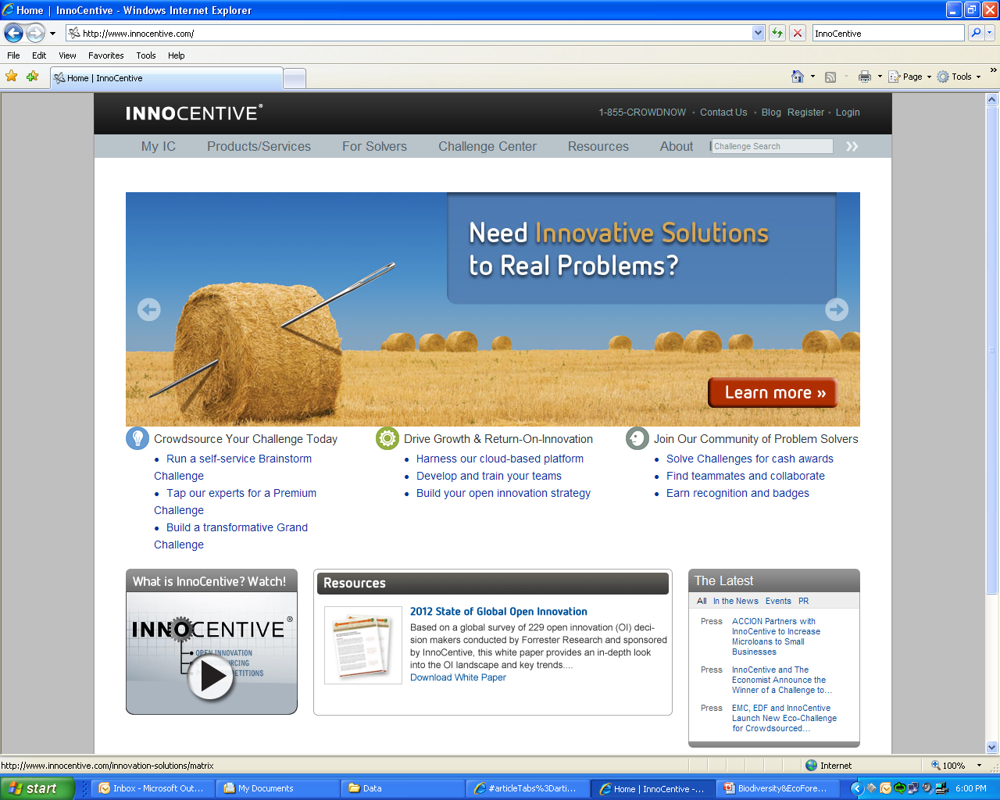 Home | InnoCentive - Windows Internet Explorer
http://www.innocentive.com/
InnoCentive
File Edit View Favorites Tools Help
Home | InnoCentive
Page Tools
INNOCENTIVE®
1-855-CROWDNOW • Contact Us • Blog Register • Login
My IC Products/Services For Solvers Challenge Center Resources About
Challenge Search
Need Innovative Solutions
to Real Problems?
Learn more »
Crowdsource Your Challenge Today
• Run a self-service Brainstorm
Challenge
• Tap our experts for a Premium
Challenge
• Build a transformative Grand
Challenge
Drive Growth & Return-On-Innovation
• Harness our cloud-based platform
• Develop and train your teams
• Build your open innovation strategy
Join Our Community of Problem Solvers
• Solve Challenges for cash awards
• Find teammates and collaborate
• Earn recognition and badges
What is InnoCentive? Watch!
INNOCENTIVE®
OPEN INNOVATION
Resources
2012 State of Global Open Innovation
Based on a global survey of 229 open innovation (OI) deci-
sion makers conducted by Forrester Research and sponsored
by InnoCentive, this white paper provides an in-depth look
into the OI landscape and key trends....
Download White Paper
The Latest
All In the News Events PR
Press ACCION Partners with
InnoCentive to Increase
Microloans to Small
Businesses
Press InnoCentive and The
Economist Announce the
Winner of a Challenge to...
Press EMC, EDF and InnoCentive
Launch New Eco-Challenge
for Crowdsourced...
http://www.innocentive.com/innovation-solutions/matrix
Internet
100%
start
Inbox - Microsoft Out...
My Documents
Data
#articleTabs%3Darti...
Home | InnoCentive -...
Biodiversity&EcoFore...
6:00 PM